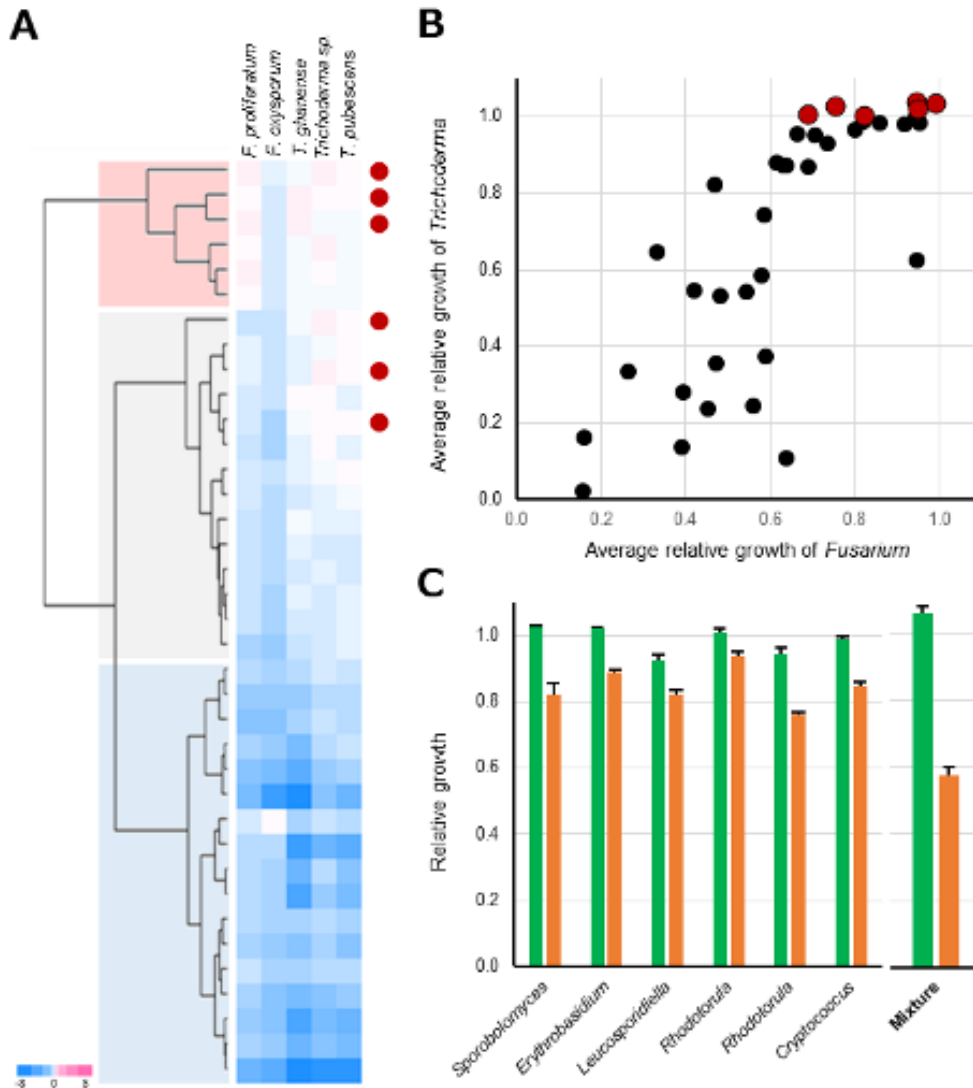 A
F. proliferatum
F. oxysporum
T. ghanense
Trichoderma sp.
T. pubescens
-5 0 5
B
Average relative growth of Trichoderma
1.0
0.8
0.6
0.4
0.2
0.0
0.0 0.2 0.4 0.6 0.8 1.0
Average relative growth of Fusarium
C
Relative growth
1.0
0.8
0.6
0.4
0.2
0.0
Sporobolomyces
Erythrobasidium
Leucosporidiella
Rhodotorula
Rhodotorula
Cryptococcus
Mixture